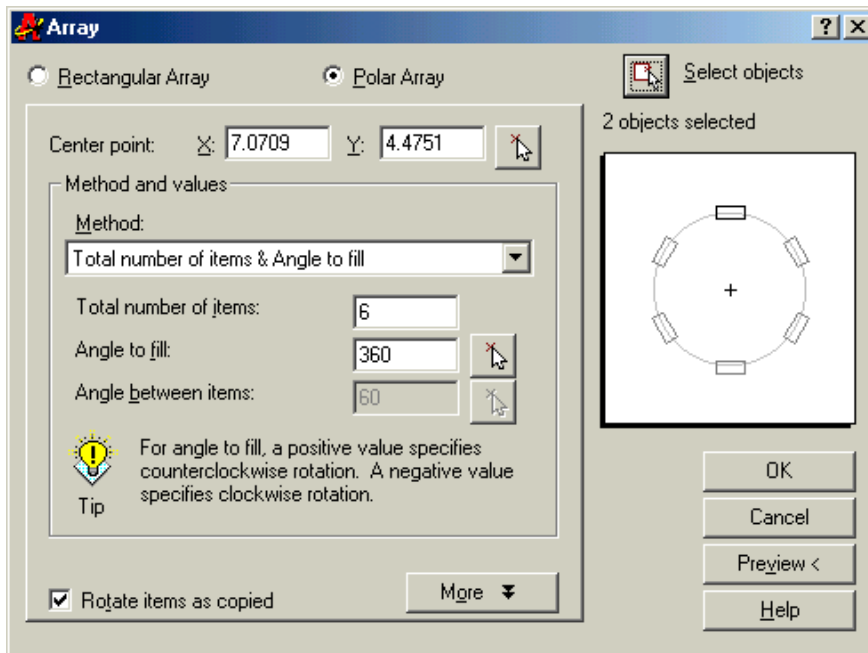 Array
Rectangular Array
Polar Array
Select objects
2 objects selected
Center point: X: 7.0709 Y: 4.4751
Method and values
Method:
Total number of items & Angle to fill
Total number of items: 6
Angle to fill: 360
Angle between items: 60
For angle to fill, a positive value specifies
counterclockwise rotation. A negative value
specifies clockwise rotation.
Tip
Rotate items as copied
More
OK
Cancel
Preview <
Help